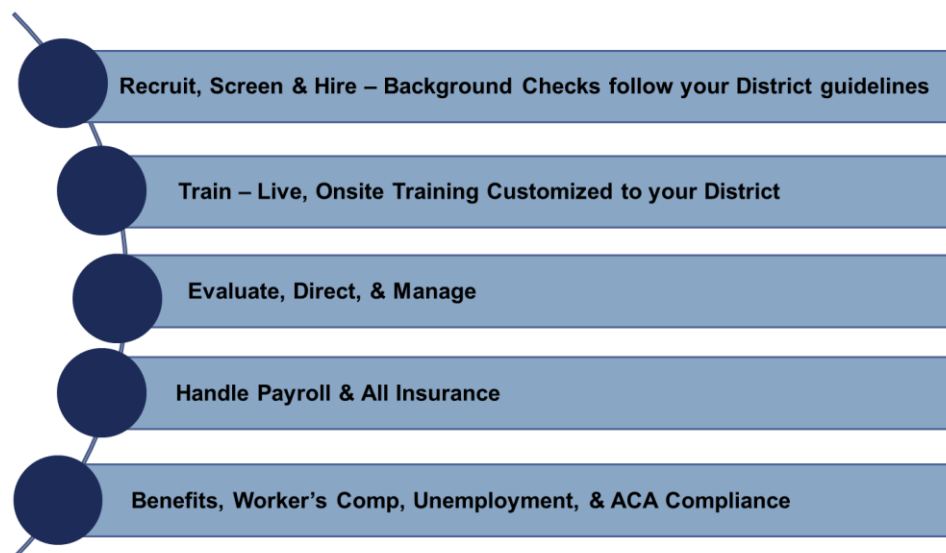 Recruit, Screen & Hire – Background Checks follow your District guidelines
Train – Live, Onsite Training Customized to your District
Evaluate, Direct, & Manage
Handle Payroll & All Insurance
Benefits, Worker’s Comp, Unemployment, & ACA Compliance